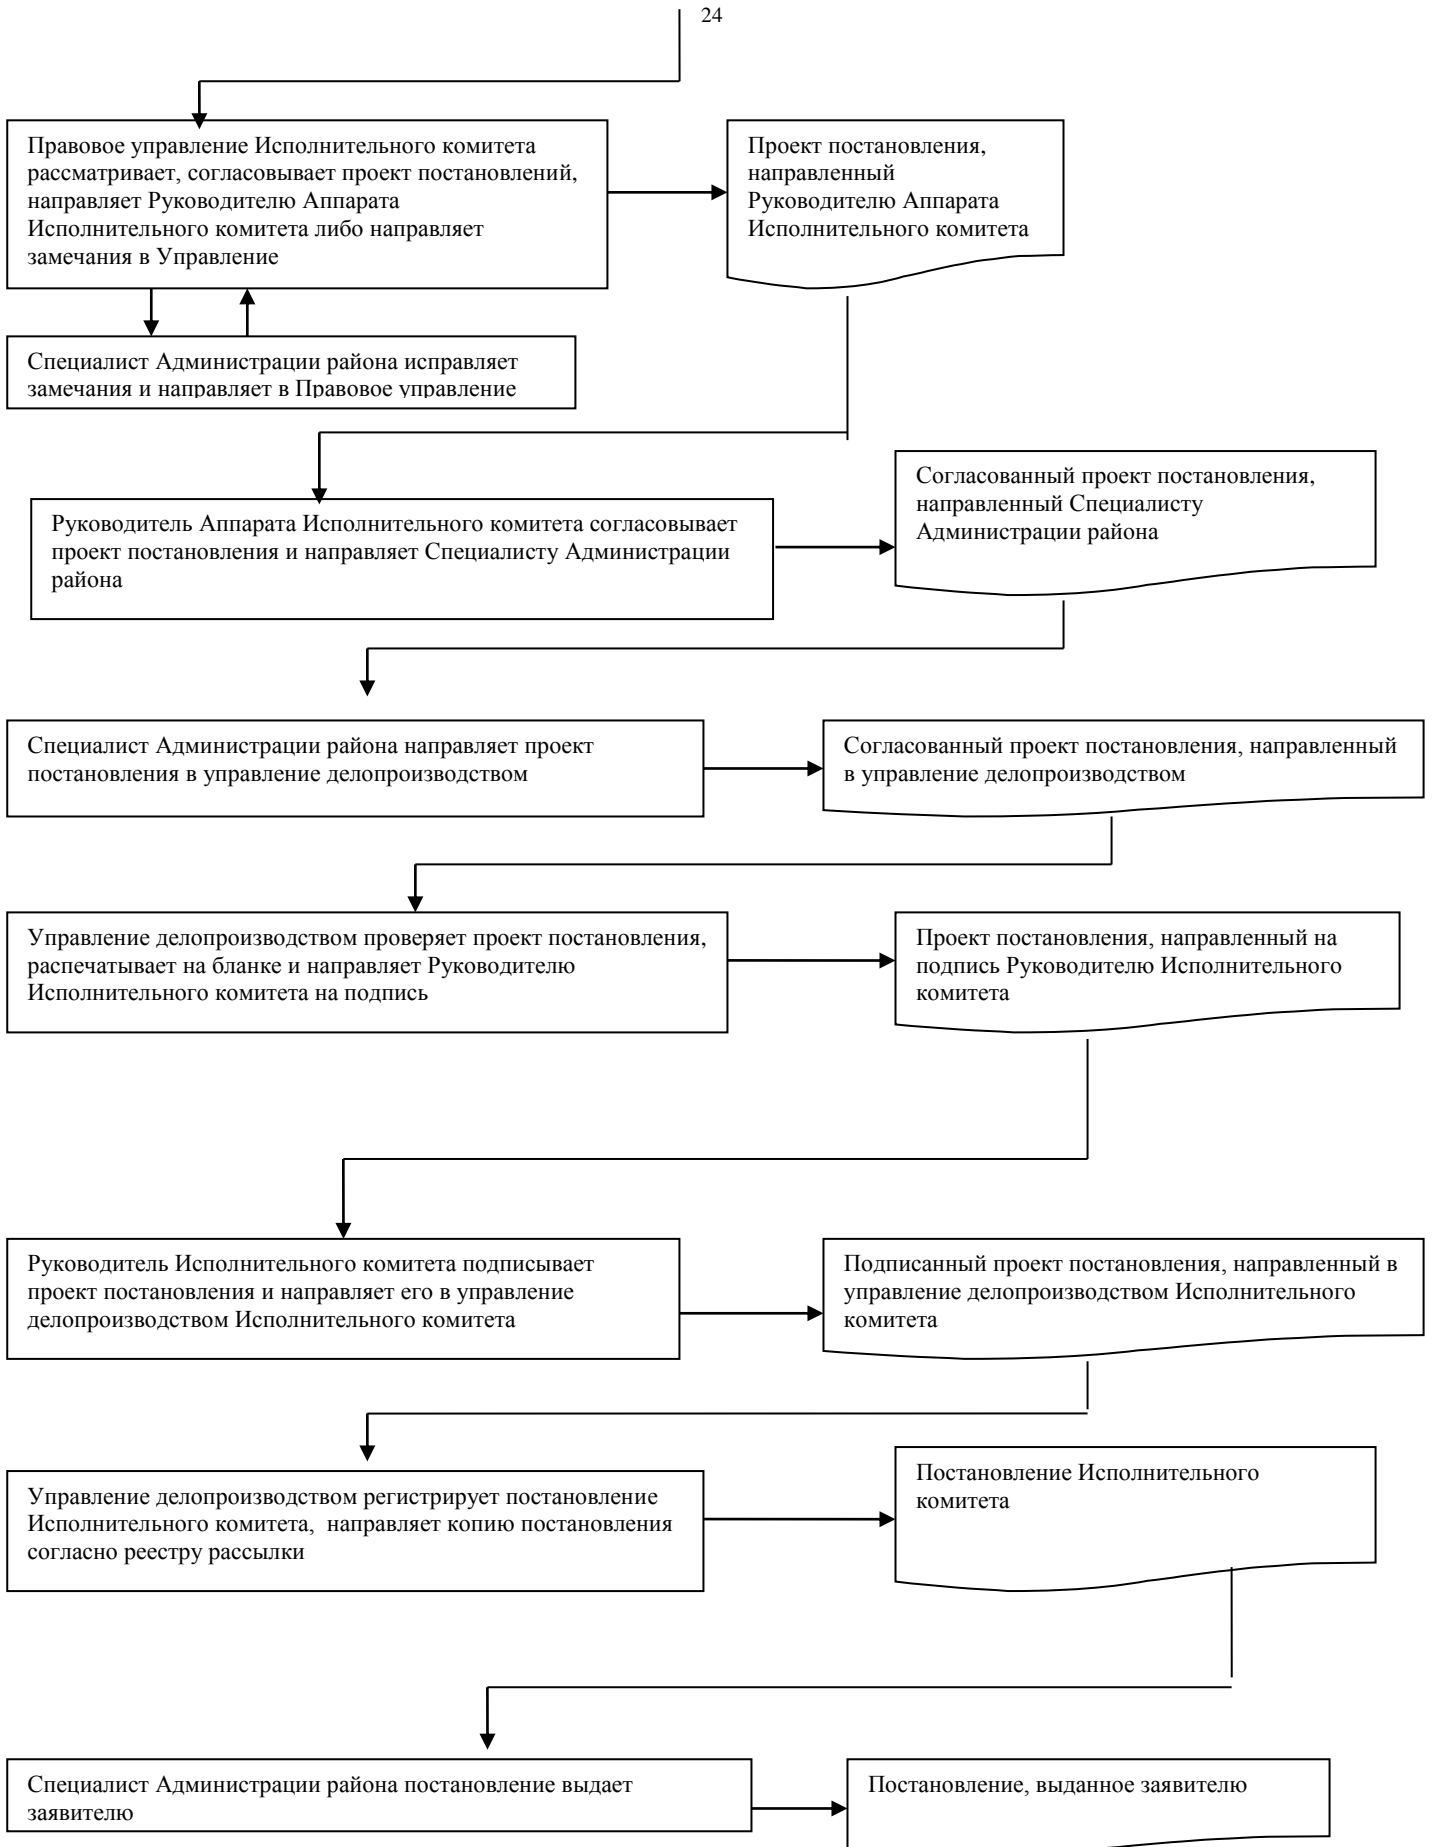 24
Правовое управление Исполнительного комитета
рассматривает, согласовывает проект постановлений,
направляет Руководителю Аппарата
Исполнительного комитета либо направляет
замечания в Управление
Проект постановления,
направленный
Руководителю Аппарата
Исполнительного комитета
Специалист Администрации района исправляет
замечания и направляет в Правовое управление
Согласованный проект постановления,
направленный Специалисту
Администрации района
Руководитель Аппарата Исполнительного комитета согласовывает
проект постановления и направляет Специалисту Администрации
района
Специалист Администрации района направляет проект
постановления в управление делопроизводством
Согласованный проект постановления, направленный
в управление делопроизводством
Управление делопроизводством проверяет проект постановления,
распечатывает на бланке и направляет Руководителю
Исполнительного комитета на подпись
Проект постановления, направленный на
подпись Руководителю Исполнительного
комитета
Руководитель Исполнительного комитета подписывает
проект постановления и направляет его в управление
делопроизводством Исполнительного комитета
Подписанный проект постановления, направленный в
управление делопроизводством Исполнительного
комитета
Управление делопроизводством регистрирует постановление
Исполнительного комитета,  направляет копию постановления
согласно реестру рассылки
Постановление Исполнительного
комитета
Специалист Администрации района постановление выдает
заявителю
Постановление, выданное заявителю